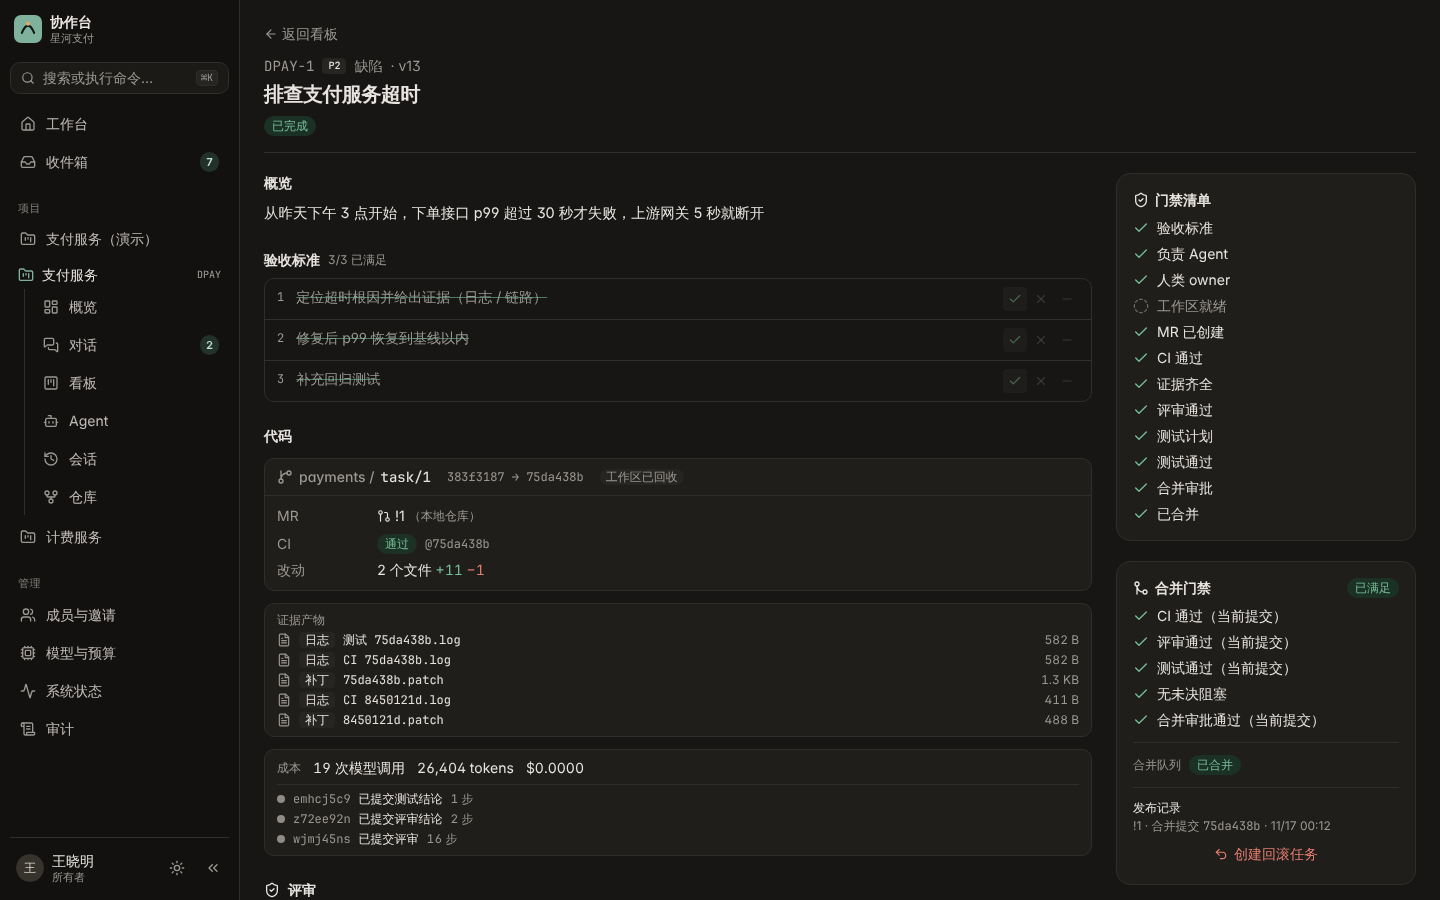 协作台
星河支付
搜索或执行命令... ⌘K
工作台
收件箱 7
项目
支付服务（演示）
支付服务 DPAY
概览
对话 2
看板
Agent
会话
仓库
计费服务
管理
成员与邀请
模型与预算
系统状态
审计
王 王晓明
所有者
返回看板
DPAY-1 P2 缺陷 · v13
排查支付服务超时
已完成
概览
从昨天下午 3 点开始，下单接口 p99 超过 30 秒才失败，上游网关 5 秒就断开
验收标准 3/3 已满足
1 定位超时根因并给出证据（日志 / 链路）
2 修复后 p99 恢复到基线以内
3 补充回归测试
代码
payments / task/1 383f3187 → 75da438b 工作区已回收
MR !1 （本地仓库）
CI 通过 @75da438b
改动 2 个文件 +11 −1
证据产物
日志 测试 75da438b.log 582 B
日志 CI 75da438b.log 582 B
补丁 75da438b.patch 1.3 KB
日志 CI 8450121d.log 411 B
补丁 8450121d.patch 488 B
成本 19 次模型调用 26,404 tokens $0.0000
emhcj5c9 已提交测试结论 1 步
z72ee92n 已提交评审结论 2 步
wjmj45ns 已提交评审 16 步
评审
门禁清单
验收标准
负责 Agent
人类 owner
工作区就绪
MR 已创建
CI 通过
证据齐全
评审通过
测试计划
测试通过
合并审批
已合并
合并门禁 已满足
CI 通过（当前提交）
评审通过（当前提交）
测试通过（当前提交）
无未决阻塞
合并审批通过（当前提交）
合并队列 已合并
发布记录
!1 · 合并提交 75da438b · 11/17 00:12
创建回滚任务